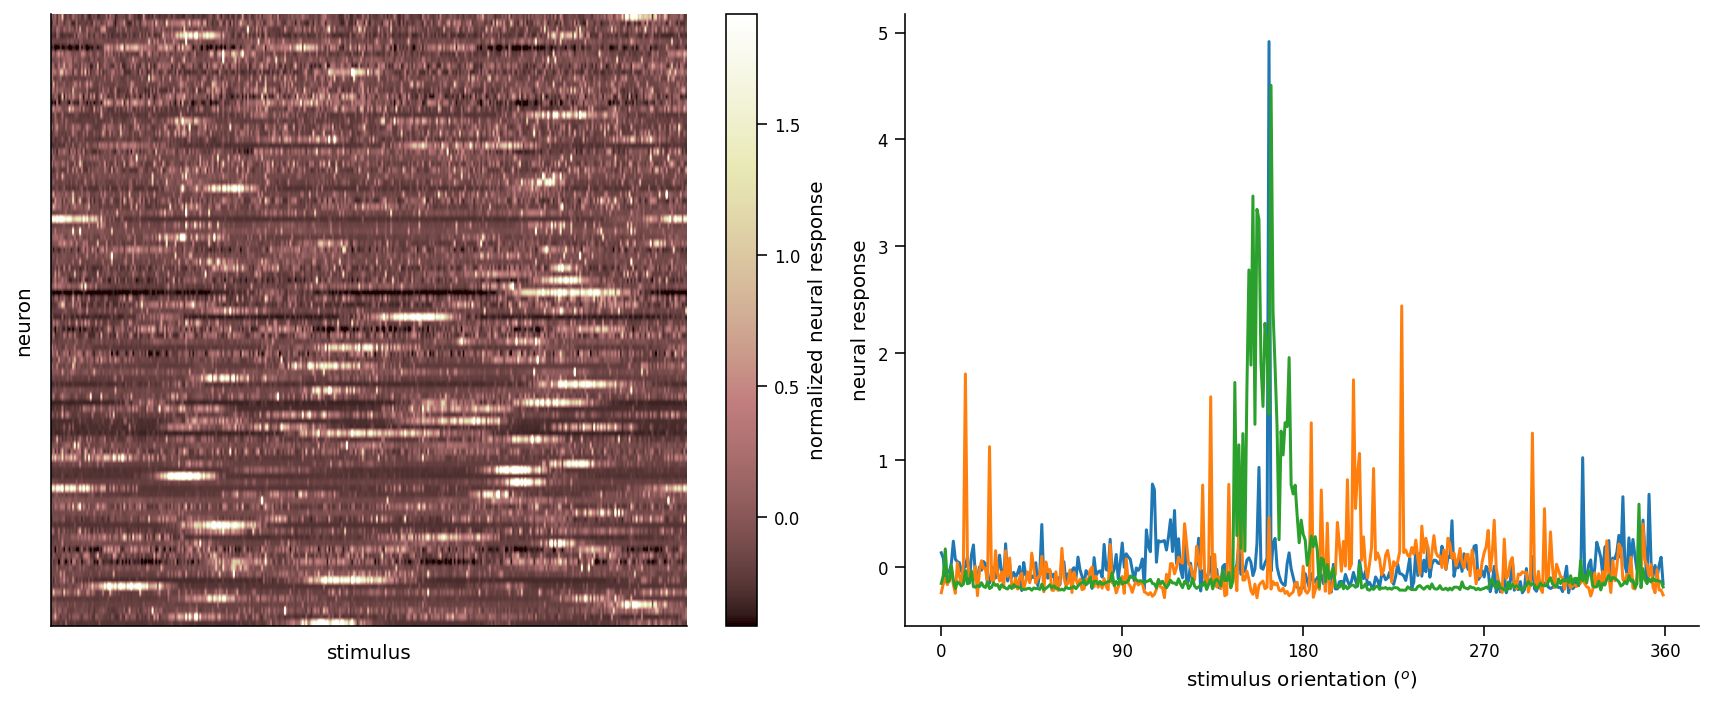 neuron
stimulus
1.5
1.0
0.5
0.0
normalized neural response
neural response
5
4
3
2
1
0
0 90 180 270 360
stimulus orientation (o)